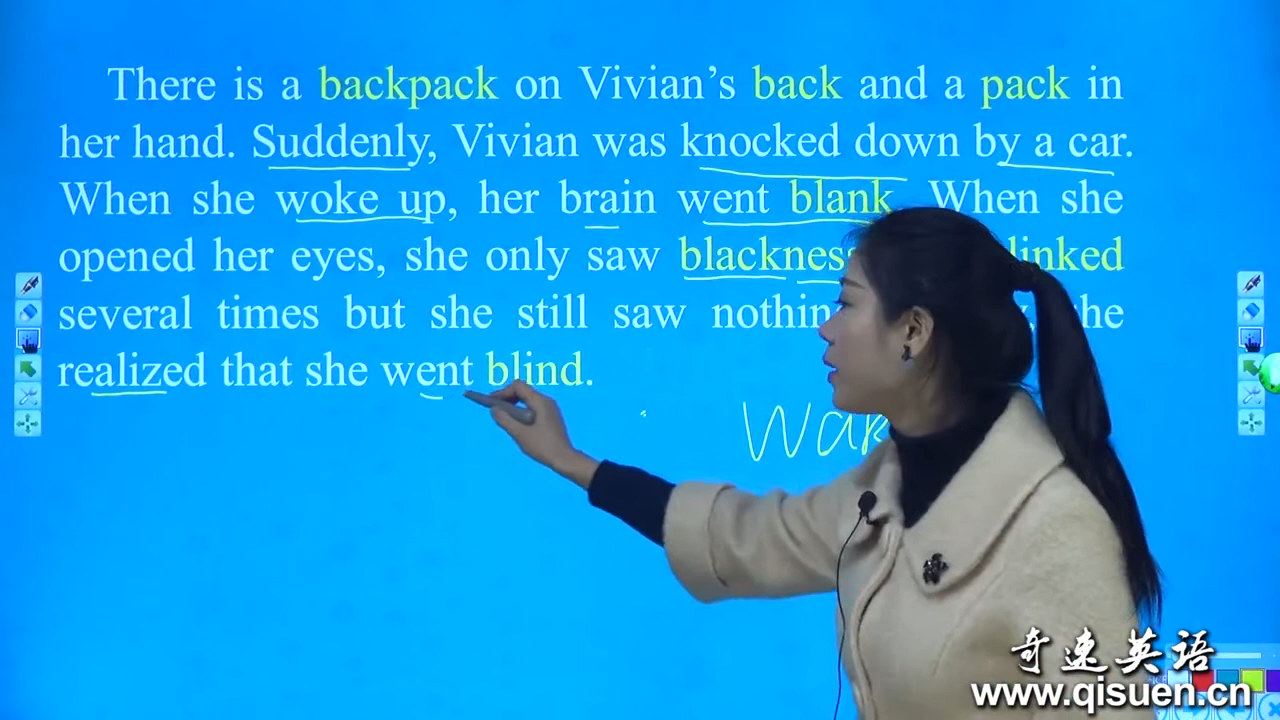 There is a backpack on Vivian’s back and a pack in
her hand. Suddenly, Vivian was knocked down by a car.
When she woke up, her brain went blank When she
opened her eyes, she only saw
several times but she still saw he
realized that she went blind.
奇速英语
www.qisuen.cn